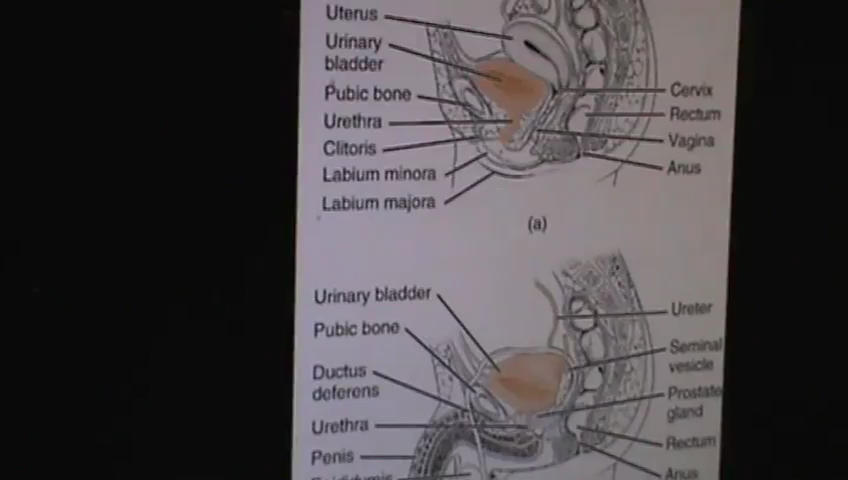 Uterus
Urinary
bladder
Pubic bone
Urethra
Clitoris
Labium minora
Labium majora
Cervix
Rectum
Vagina
Anus
(a)
Urinary bladder
Pubic bone
Ductus
deferens
Urethra
Penis
Epididymis
Ureter
Seminal
vesicle
Prostate
gland
Rectum
Anus